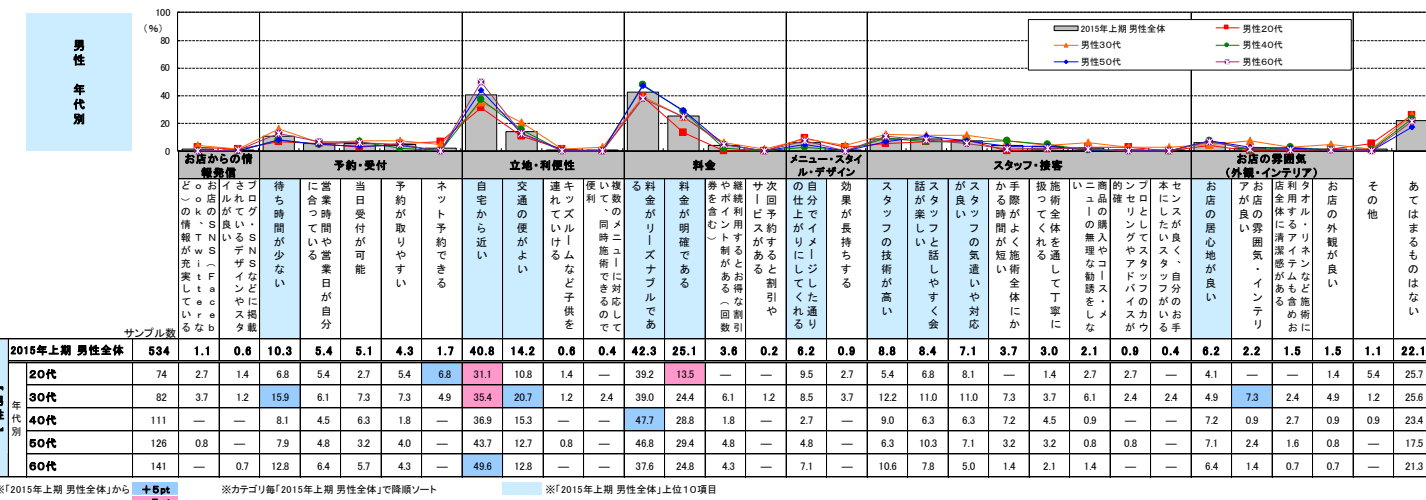 男性 年代別
100
(%)
80
60
40
20
0
2015年上期 男性全体
男性20代
男性30代
男性40代
男性50代
男性60代
お店からの情報発信
予約・受付
立地・利便性
料金
メニュー・スタイル・デザイン
スタッフ・接客
お店の雰囲気
(外観・インテリア)
お店のSNS(Facebook、Twitterなど)の情報が充実している
ブログ・SNSなどに掲載されているデザインやスタイルが良い
待ち時間が少ない
営業時間や営業日が自分に合っている
当日受付が可能
予約が取りやすい
ネット予約できる
自宅から近い
交通の便がよい
キッズルームなど子供を連れていける
複数のメニューに対応していて、同時施術できるので便利
料金がリーズナブルである
料金が明確である
継続利用するとお得な割引やポイント制がある(回数券を含む)
次回予約すると割引やサービスがある
自分でイメージした通りの仕上がりにしてくれる
効果が長持ちする
スタッフの技術が高い
スタッフと話しやすく会話が楽しい
スタッフの気遣いや対応が良い
手際がよく施術全体にかかる時間が短い
施術全体を通して丁寧に扱ってくれる
商品の購入やコース・メニューの無理な勧誘をしない
プロとしてスタッフのカウンセリングやアドバイスが的確
センスが良く、自分のお手本にしたいスタッフがいる
お店の居心地が良い
お店の雰囲気・インテリアが良い
タオル・リネンなど施術に利用するアイテムも含めお店全体に清潔感がある
お店の外観が良い
その他
あてはまるものはない
サンプル数
2015年上期 男性全体 534 1.1 0.6 10.3 5.4 5.1 4.3 1.7 40.8 14.2 0.6 0.4 42.3 25.1 3.6 0.2 6.2 0.9 8.8 8.4 7.1 3.7 3.0 2.1 0.9 0.4 6.2 2.2 1.5 1.5 1.1 22.1
【男性】
年代別
20代 74 2.7 1.4 6.8 5.4 2.7 5.4 6.8 31.1 10.8 1.4 — 39.2 13.5 — — 9.5 2.7 5.4 6.8 8.1 — 1.4 2.7 2.7 — 4.1 — — 1.4 5.4 25.7
30代 82 3.7 1.2 15.9 6.1 7.3 7.3 4.9 35.4 20.7 1.2 2.4 39.0 24.4 6.1 1.2 8.5 3.7 12.2 11.0 11.0 7.3 3.7 6.1 2.4 2.4 4.9 7.3 2.4 4.9 1.2 25.6
40代 111 — — 8.1 4.5 6.3 1.8 — 36.9 15.3 — — 47.7 28.8 1.8 — 2.7 — 9.0 6.3 6.3 7.2 4.5 0.9 — — 7.2 0.9 2.7 0.9 0.9 23.4
50代 126 0.8 — 7.9 4.8 3.2 4.0 — 43.7 12.7 0.8 — 46.8 29.4 4.8 — 4.8 — 6.3 10.3 7.1 3.2 3.2 0.8 0.8 — 7.1 2.4 1.6 0.8 — 17.5
60代 141 — 0.7 12.8 6.4 5.7 4.3 — 49.6 12.8 — — 37.6 24.8 4.3 — 7.1 — 10.6 7.8 5.0 1.4 2.1 1.4 — — 6.4 1.4 0.7 0.7 — 21.3
※「2015年上期 男性全体」から
+5pt
※カテゴリ毎「2015年上期 男性全体」で降順ソート
※「2015年上期 男性全体」上位10項目